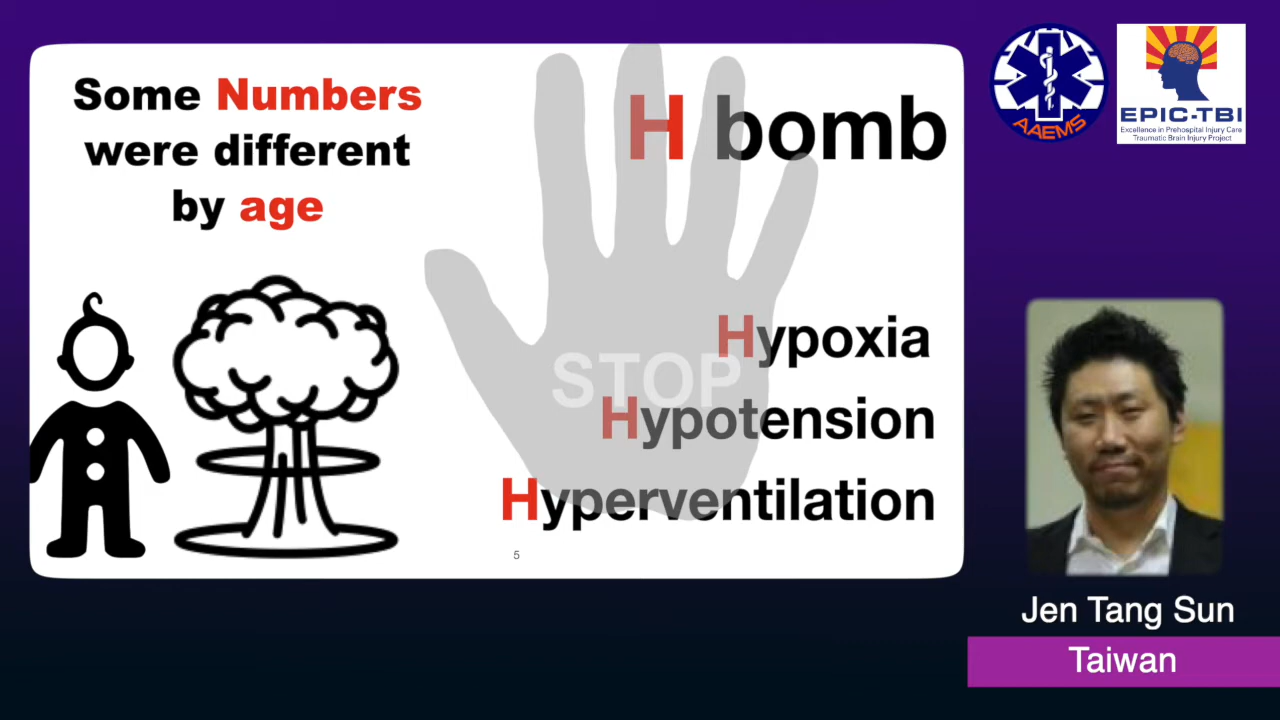 Some Numbers
were different
by age
H bomb
STOP
Hypoxia
Hypotension
Hyperventilation
5
AAEMS
EPIC-TBI
Excellence in Prehospital Injury Care
Traumatic Brain Injury Project
Jen Tang Sun
Taiwan